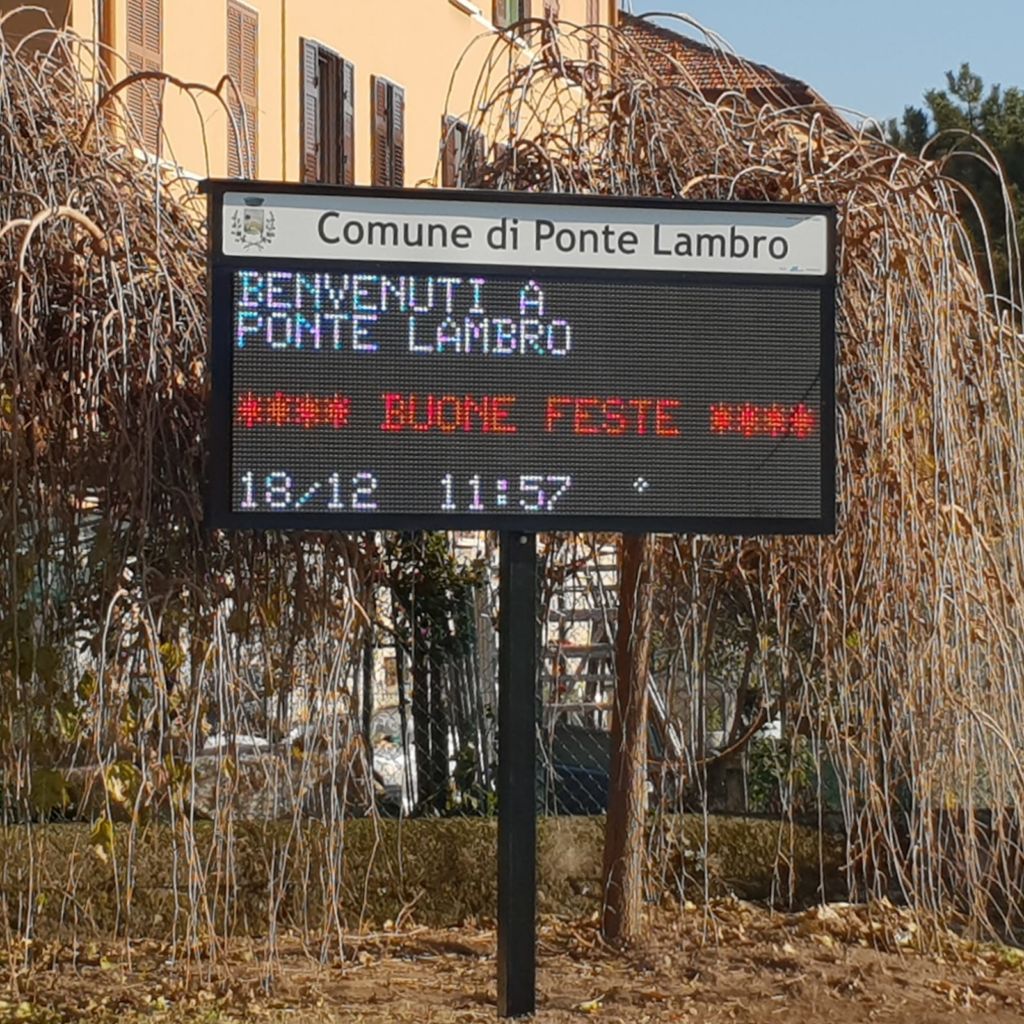 Comune di Ponte Lambro
BENVENUTI A
PONTE LAMBRO
**** BUONE FESTE ****
18/12 11:57 °